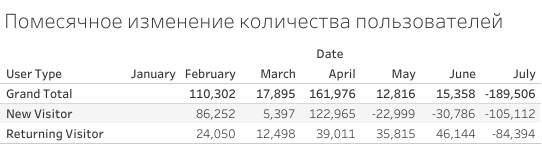 Помесячное изменение количества пользователей
Date
User Type January February March April May June July
Grand Total 110,302 17,895 161,976 12,816 15,358 -189,506
New Visitor 86,252 5,397 122,965 -22,999 -30,786 -105,112
Returning Visitor 24,050 12,498 39,011 35,815 46,144 -84,394